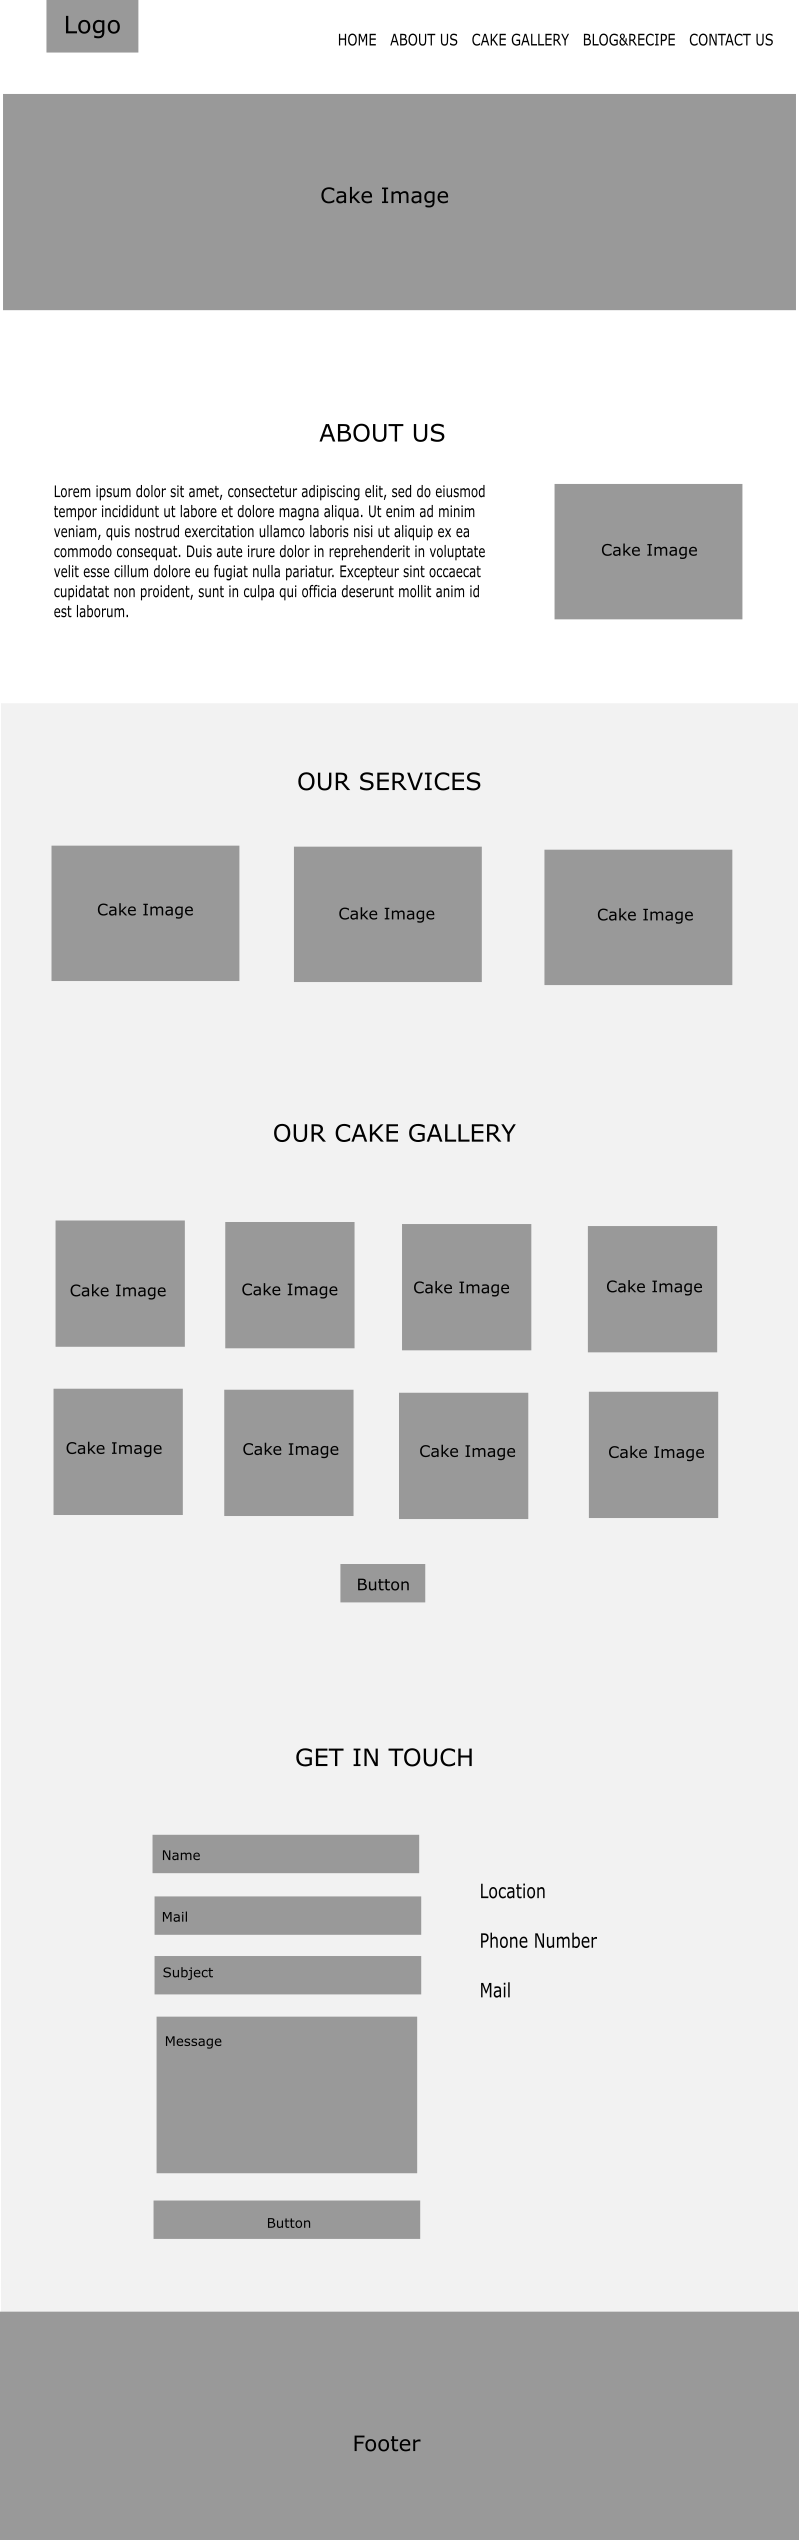 Logo
HOME ABOUT US CAKE GALLERY BLOG&RECIPE CONTACT US
Cake Image
ABOUT US
Lorem ipsum dolor sit amet, consectetur adipiscing elit, sed do eiusmod
tempor incididunt ut labore et dolore magna aliqua. Ut enim ad minim
veniam, quis nostrud exercitation ullamco laboris nisi ut aliquip ex ea
commodo consequat. Duis aute irure dolor in reprehenderit in voluptate
velit esse cillum dolore eu fugiat nulla pariatur. Excepteur sint occaecat
cupidatat non proident, sunt in culpa qui officia deserunt mollit anim id
est laborum.
Cake Image
OUR SERVICES
Cake Image Cake Image Cake Image
OUR CAKE GALLERY
Cake Image Cake Image Cake Image Cake Image
Cake Image Cake Image Cake Image Cake Image
Button
GET IN TOUCH
Name
Mail
Subject
Message
Button
Location
Phone Number
Mail
Footer